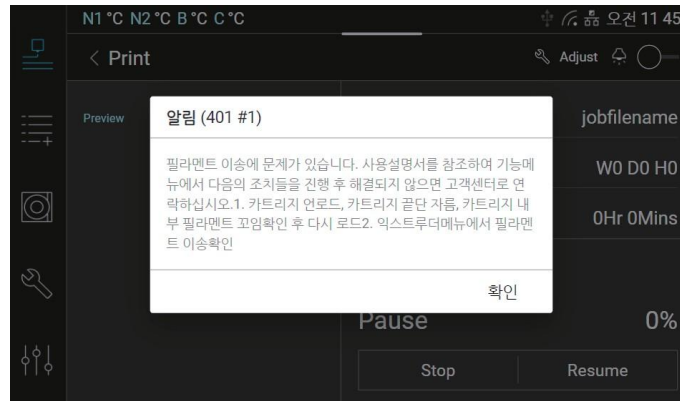 N1 °C N2 °C B °C C °C 오전 11 45
< Print Adjust
Preview
jobfilename
W0 D0 H0
0Hr 0Mins
알림 (401 #1)
필라멘트 이송에 문제가 있습니다. 사용설명서를 참조하여 기능메
뉴에서 다음의 조치들을 진행 후 해결되지 않으면 고객센터로 연
락하십시오.1. 카트리지 언로드, 카트리지 끝단 자름, 카트리지 내
부 필라멘트 꼬임확인 후 다시 로드2. 익스트루더메뉴에서 필라멘
트 이송확인
확인
Pause 0%
Stop Resume